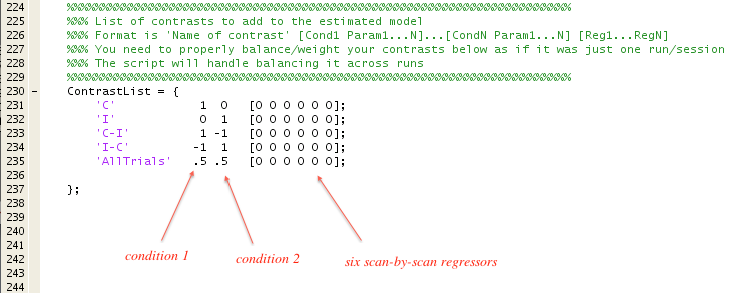 224 %%%%%%%%%%%%%%%%%%%%%%%%%%%%%%%%%%%%%%%%%%%%%%%%%%%%%%%%%%%%%%%%%%%%%%%%%%%%%%%%
225 %%% List of contrasts to add to the estimated model
226 %%% Format is 'Name of contrast' [Cond1 Param1...N]...[CondN Param1...N] [Reg1...RegN]
227 %%% You need to properly balance/weight your contrasts below as if it was just one run/session
228 %%% The script will handle balancing it across runs
229 %%%%%%%%%%%%%%%%%%%%%%%%%%%%%%%%%%%%%%%%%%%%%%%%%%%%%%%%%%%%%%%%%%%%%%%%%%%%%%%%
230 – ContrastList = {
231 'C' 1 0 [0 0 0 0 0 0];
232 'I' 0 1 [0 0 0 0 0 0];
233 'C-I' 1 -1 [0 0 0 0 0 0];
234 'I-C' -1 1 [0 0 0 0 0 0];
235 'AllTrials' .5 .5 [0 0 0 0 0 0];
236
237 };
238
239
240
241
242 condition 1 condition 2 six scan-by-scan regressors
243
244